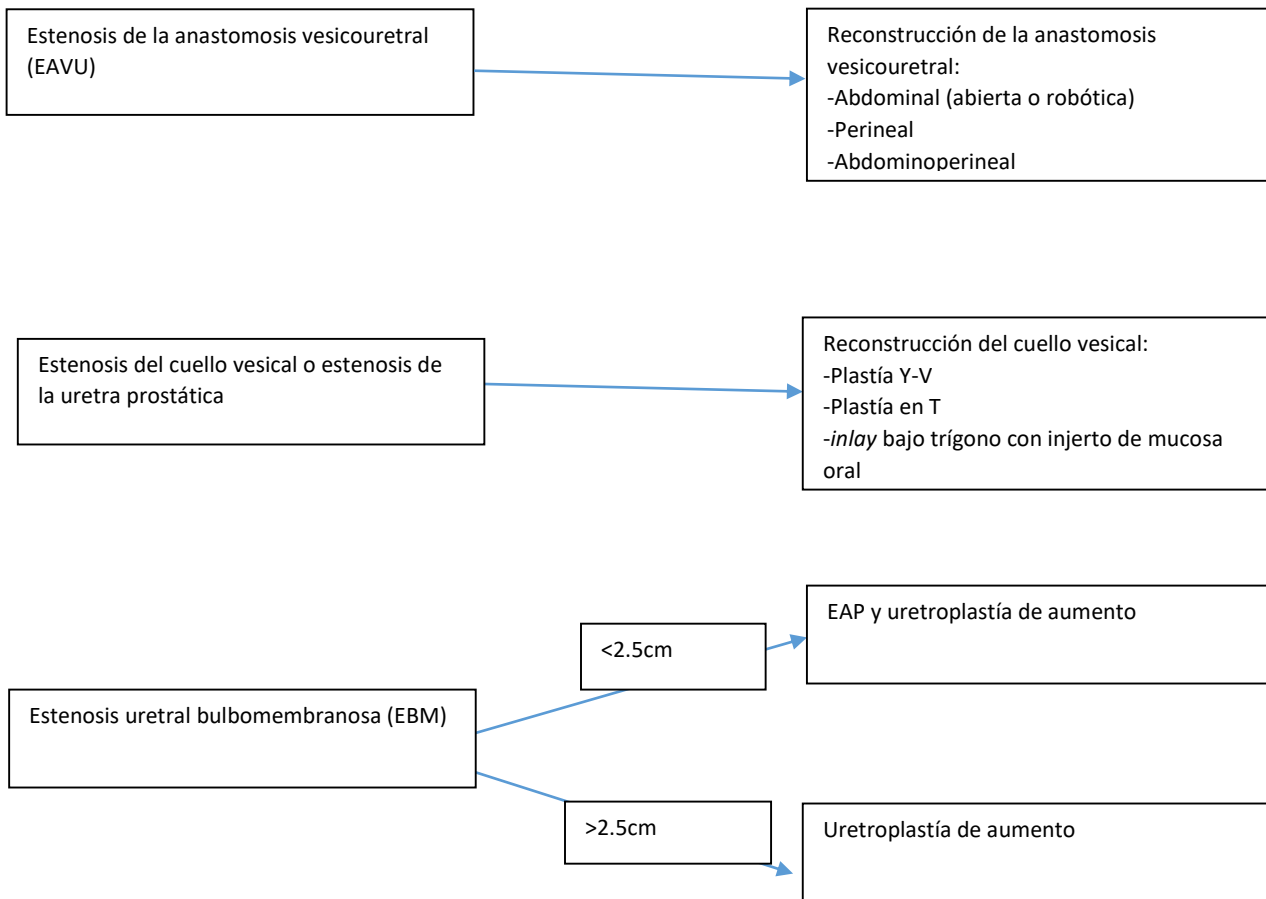 Estenosis de la anastomosis vesicouretral
(EAVU)
Reconstrucción de la anastomosis
vesicouretral:
-Abdominal (abierta o robótica)
-Perineal
-Abdominoperineal
Estenosis del cuello vesical o estenosis de
la uretra prostática
Reconstrucción del cuello vesical:
-Plastía Y-V
-Plastía en T
-inlay bajo trígono con injerto de mucosa
oral
Estenosis uretral bulbomembranosa (EBM)
<2.5cm
EAP y uretroplastía de aumento
>2.5cm
Uretroplastía de aumento